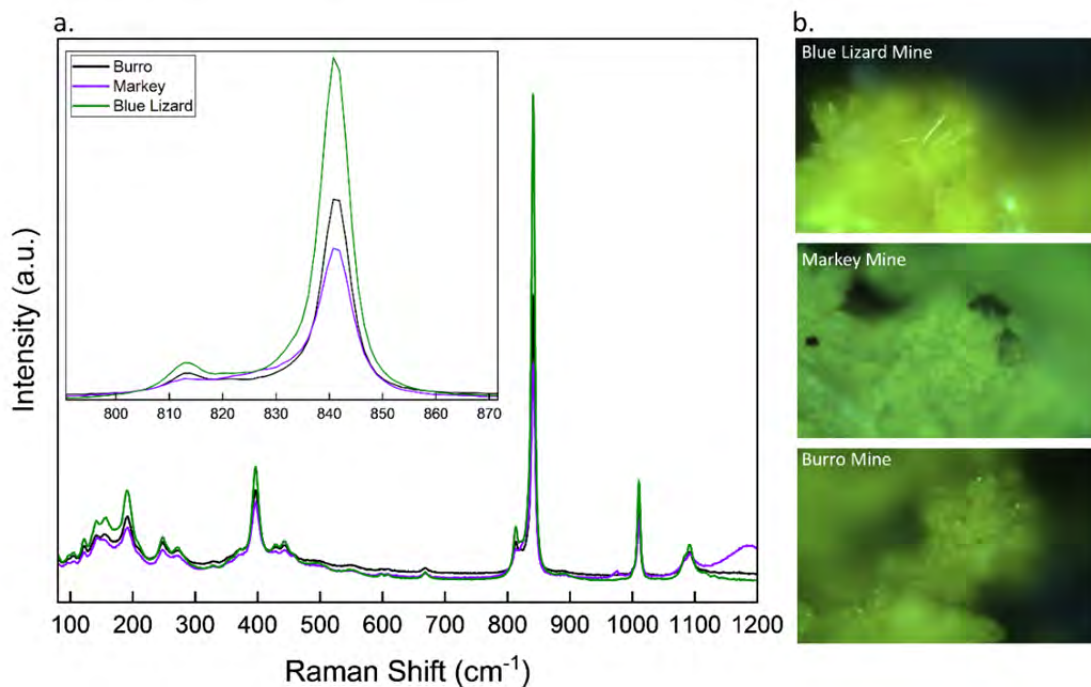 a.
Burro
Markey
Blue Lizard
800 810 820 830 840 850 860 870
Intensity (a.u.)
100 200 300 400 500 600 700 800 900 1000 1100 1200
Raman Shift (cm⁻¹)
b.
Blue Lizard Mine
Markey Mine
Burro Mine